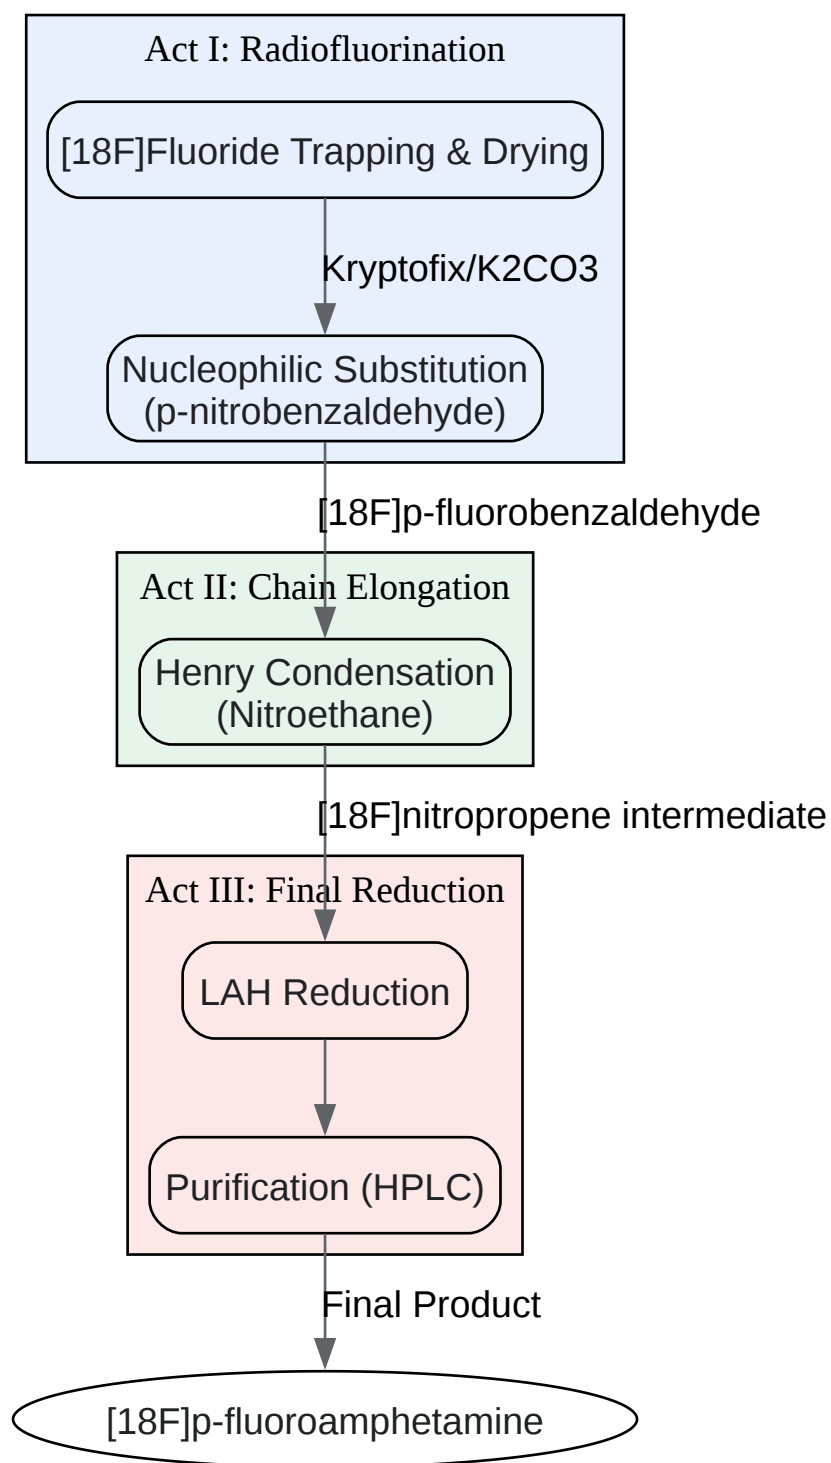 Act I: Radiofluorination
[18F]Fluoride Trapping & Drying
Kryptofix/K2CO3
Nucleophilic Substitution
(p-nitrobenzaldehyde)
[18F]p-fluorobenzaldehyde
Act II: Chain Elongation
Henry Condensation
(Nitroethane)
[18F]nitropropene intermediate
Act III: Final Reduction
LAH Reduction
Purification (HPLC)
Final Product
[18F]p-fluoroamphetamine